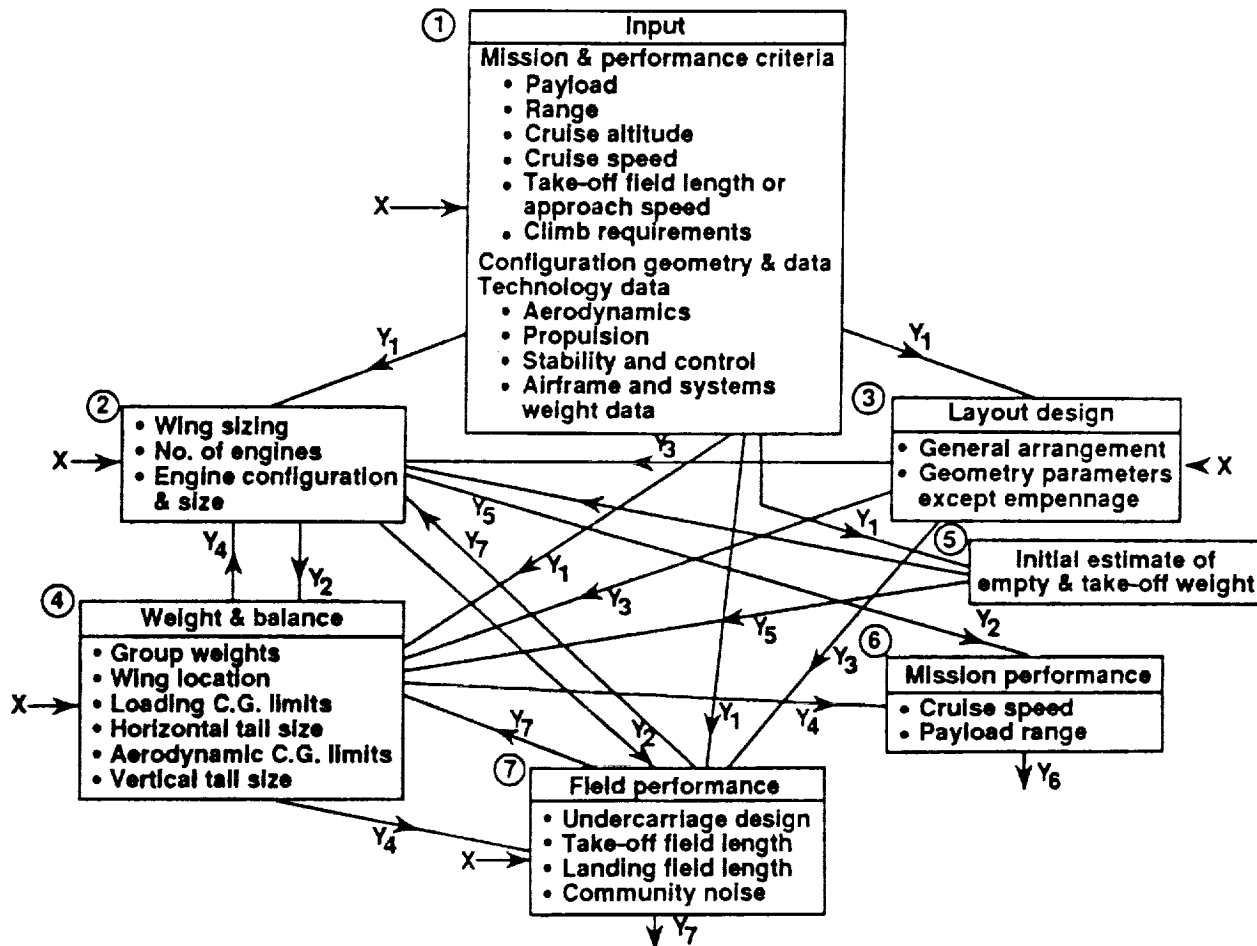 1
Input
Mission & performance criteria
• Payload
• Range
• Cruise altitude
• Cruise speed
• Take-off field length or
approach speed
• Climb requirements
Configuration geometry & data
Technology data
• Aerodynamics
• Propulsion
• Stability and control
• Airframe and systems
weight data
X
Y1
Y1
2
• Wing sizing
• No. of engines
• Engine configuration
& size
X
Y3
3
Layout design
• General arrangement
• Geometry parameters
except empennage
X
Y5
Y1
5
Initial estimate of
empty & take-off weight
Y4
Y2
Y7
Y1
Y3
Y5
Y2
4
Weight & balance
• Group weights
• Wing location
• Loading C.G. limits
• Horizontal tail size
• Aerodynamic C.G. limits
• Vertical tail size
X
Y3
6
Mission performance
• Cruise speed
• Payload range
Y4
Y6
Y7
Y2
Y1
7
Field performance
• Undercarriage design
• Take-off field length
• Landing field length
• Community noise
Y4
X
Y7